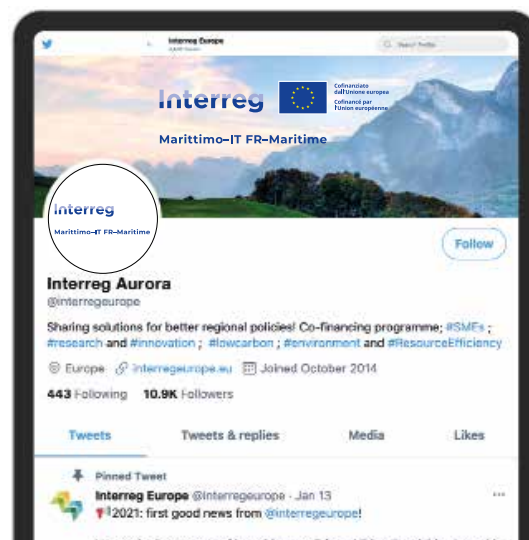 Interreg Europe
Search Twitter
Interreg
Cofinanziato
dall'Unione europea
Cofinancé par
l'Union européenne
Marittimo–IT FR–Maritime
Interreg
Marittimo–IT FR–Maritime
Follow
Interreg Aurora
@interregeurope
Sharing solutions for better regional policies! Co-financing programme; #SMEs ;
#research and #innovation ; #lowcarbon ; #environment and #ResourceEfficiency
Europe interregeurope.eu Joined October 2014
443 Following 10.9K Followers
Tweets Tweets & replies Media Likes
Pinned Tweet
Interreg Europe @interregeurope · Jan 13
2021: first good news from @interregeurope!